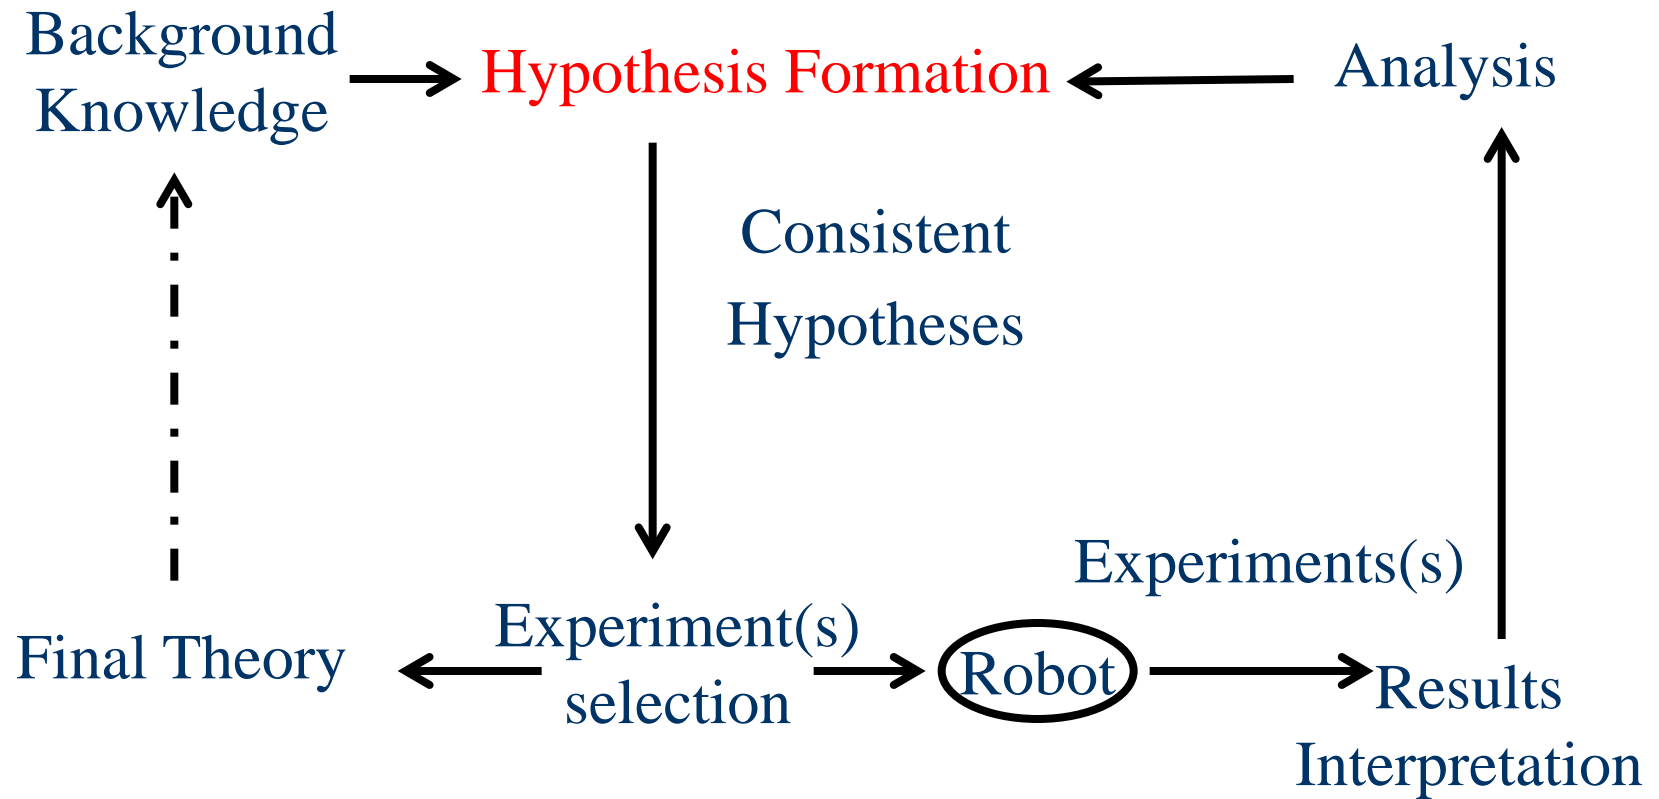 Background
Knowledge
Hypothesis Formation
Analysis
Consistent
Hypotheses
Experiments(s)
Final Theory
Experiment(s)
selection
Robot
Results
Interpretation